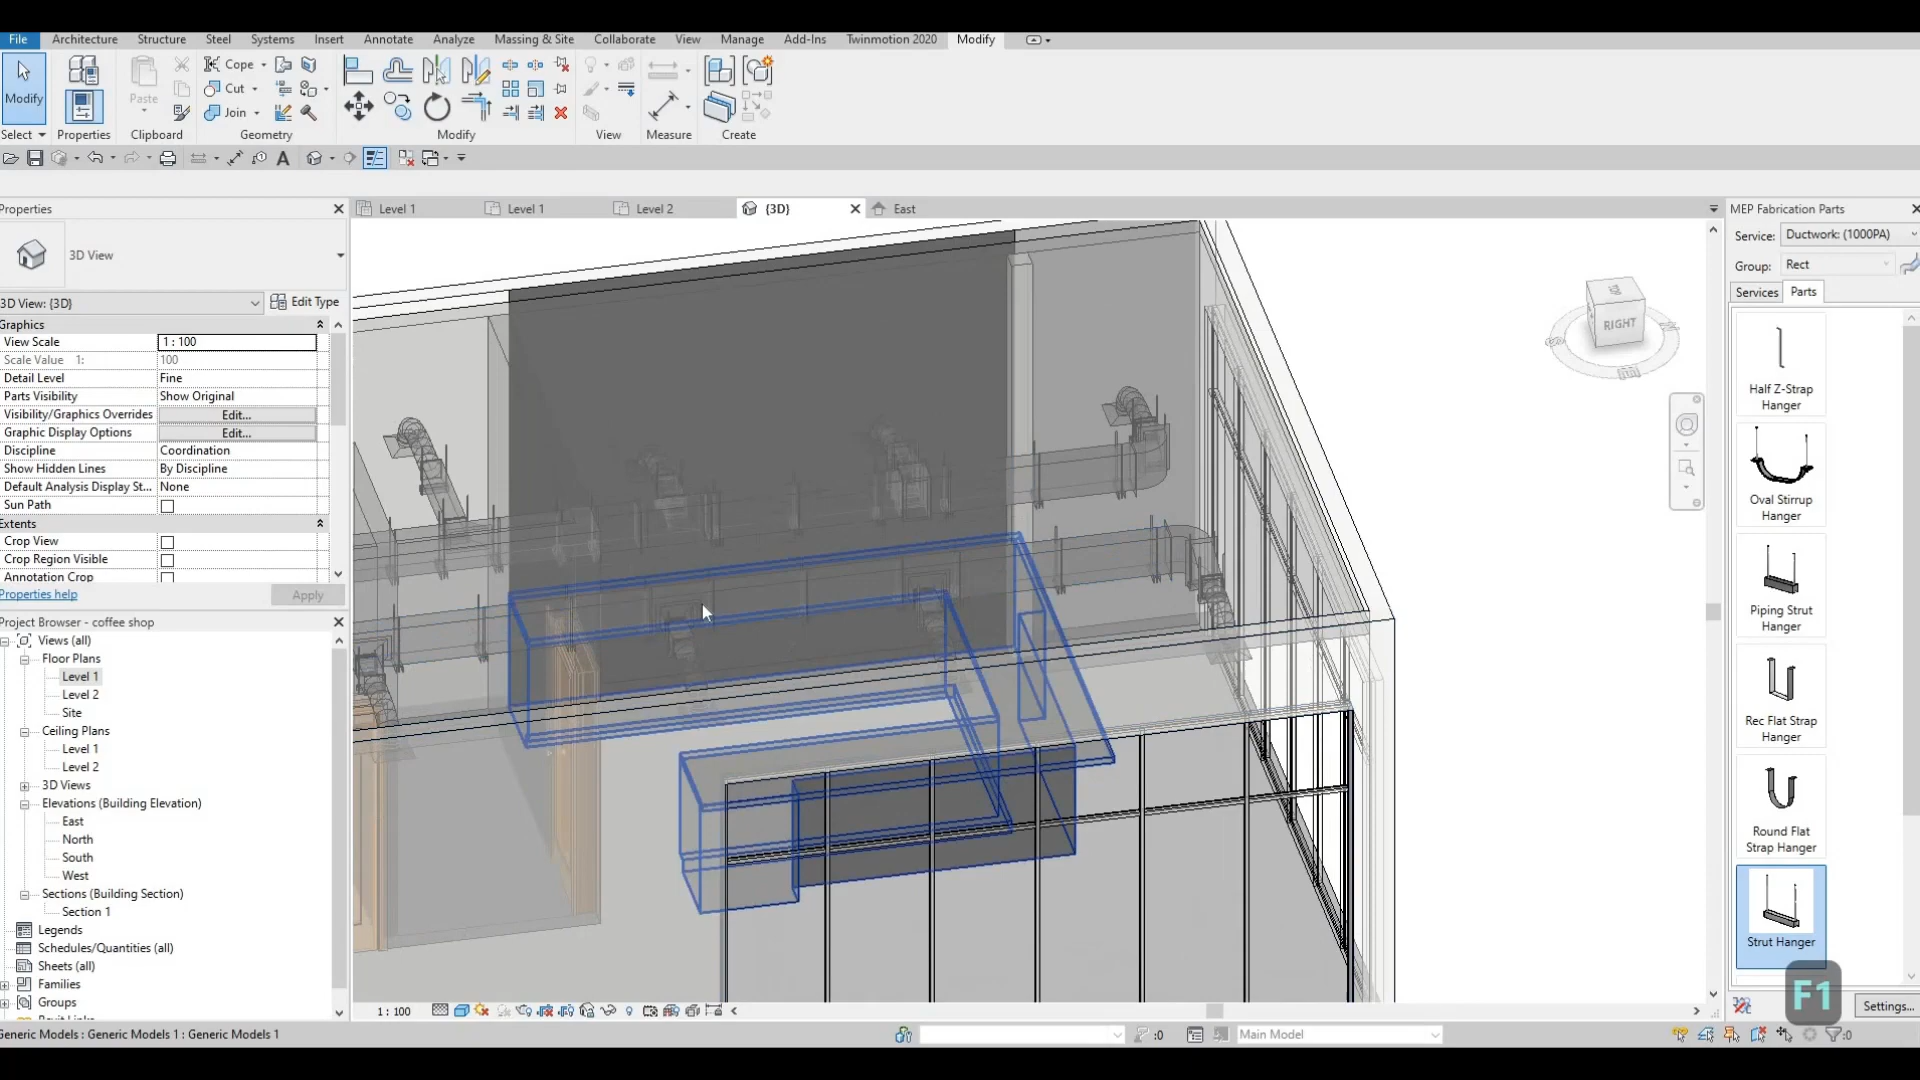 File Architecture Structure Steel Systems Insert Annotate Analyze Massing & Site Collaborate View Manage Add-Ins Twinmotion 2020 Modify
Modify
Paste
Cope
Cut
Join
Select Properties Clipboard Geometry Modify View Measure Create
Properties
3D View
3D View: {3D} Edit Type
Graphics
View Scale 1 : 100
Scale Value 1: 100
Detail Level Fine
Parts Visibility Show Original
Visibility/Graphics Overrides Edit...
Graphic Display Options Edit...
Discipline Coordination
Show Hidden Lines By Discipline
Default Analysis Display St... None
Sun Path
Extents
Crop View
Crop Region Visible
Annotation Crop
Properties help Apply
Project Browser - coffee shop
Views (all)
Floor Plans
Level 1
Level 2
Site
Ceiling Plans
Level 1
Level 2
3D Views
Elevations (Building Elevation)
East
North
South
West
Sections (Building Section)
Section 1
Legends
Schedules/Quantities (all)
Sheets (all)
Families
Groups
Level 1 Level 1 Level 2 {3D} East
RIGHT
1 : 100
MEP Fabrication Parts
Service: Ductwork: (1000PA)
Group: Rect
Services Parts
Half Z-Strap
Hanger
Oval Stirrup
Hanger
Piping Strut
Hanger
Rec Flat Strap
Hanger
Round Flat
Strap Hanger
Strut Hanger
F1
Settings...
Generic Models : Generic Models 1 : Generic Models 1
:0
Main Model
:0